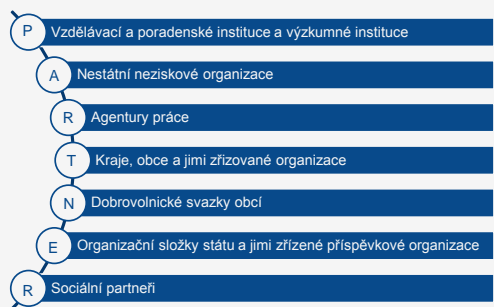 P Vzdělávací a poradenské instituce a výzkumné instituce
A Nestátní neziskové organizace
R Agentury práce
T Kraje, obce a jimi zřizované organizace
N Dobrovolnické svazky obcí
E Organizační složky státu a jimi zřízené příspěvkové organizace
R Sociální partneři